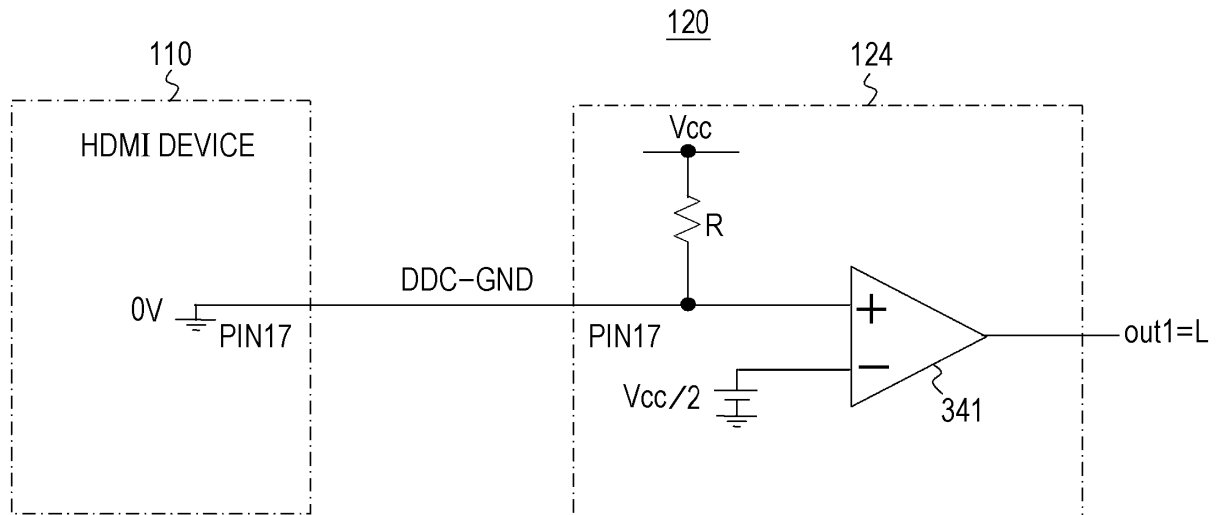 120
110
124
HDMI DEVICE
Vcc
R
DDC-GND
0V
PIN17
PIN17
+
−
Vcc/2
out1=L
341